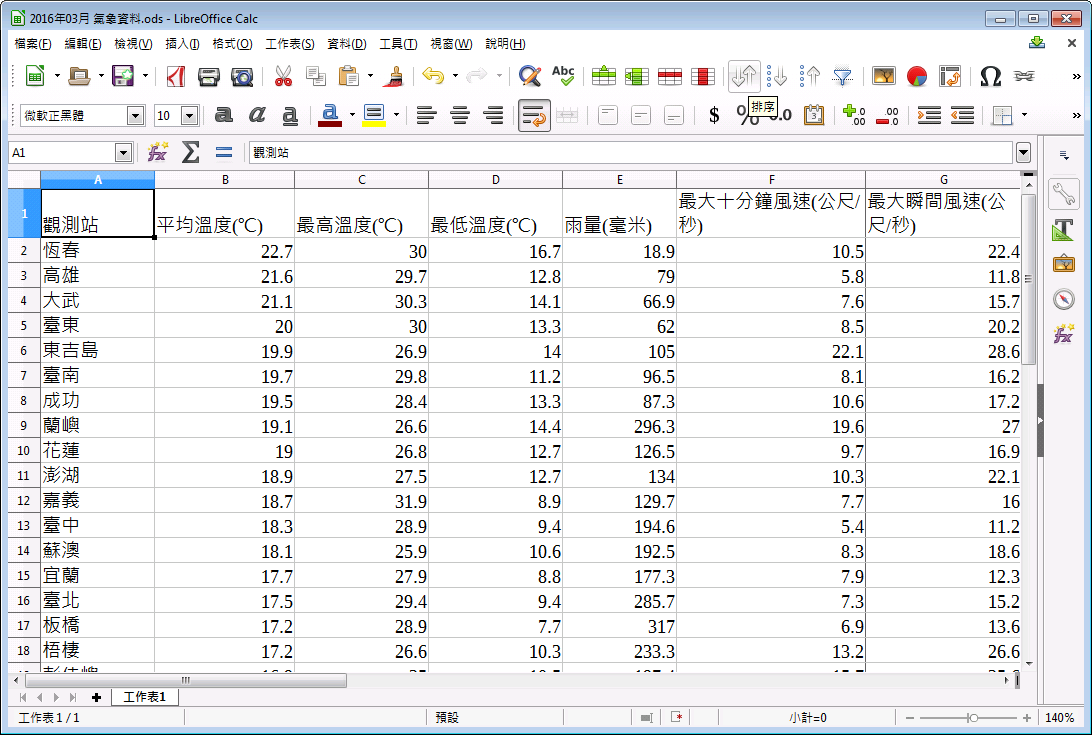 2016年03月 氣象資料.ods - LibreOffice Calc
檔案(F) 編輯(E) 檢視(V) 插入(I) 格式(O) 工作表(S) 資料(D) 工具(T) 視窗(W) 說明(H)
微軟正黑體 10
排序
A1 觀測站
A B C D E F G
1 觀測站 平均溫度(℃) 最高溫度(℃) 最低溫度(℃) 雨量(毫米) 最大十分鐘風速(公尺/秒) 最大瞬間風速(公尺/秒)
2 恆春 22.7 30 16.7 18.9 10.5 22.4
3 高雄 21.6 29.7 12.8 79 5.8 11.8
4 大武 21.1 30.3 14.1 66.9 7.6 15.7
5 臺東 20 30 13.3 62 8.5 20.2
6 東吉島 19.9 26.9 14 105 22.1 28.6
7 臺南 19.7 29.8 11.2 96.5 8.1 16.2
8 成功 19.5 28.4 13.3 87.3 10.6 17.2
9 蘭嶼 19.1 26.6 14.4 296.3 19.6 27
10 花蓮 19 26.8 12.7 126.5 9.7 16.9
11 澎湖 18.9 27.5 12.7 134 10.3 22.1
12 嘉義 18.7 31.9 8.9 129.7 7.7 16
13 臺中 18.3 28.9 9.4 194.6 5.4 11.2
14 蘇澳 18.1 25.9 10.6 192.5 8.3 18.6
15 宜蘭 17.7 27.9 8.8 177.3 7.9 12.3
16 臺北 17.5 29.4 9.4 285.7 7.3 15.2
17 板橋 17.2 28.9 7.7 317 6.9 13.6
18 梧棲 17.2 26.6 10.3 233.3 13.2 26.6
工作表1
工作表 1 / 1 預設 小計=0 140%